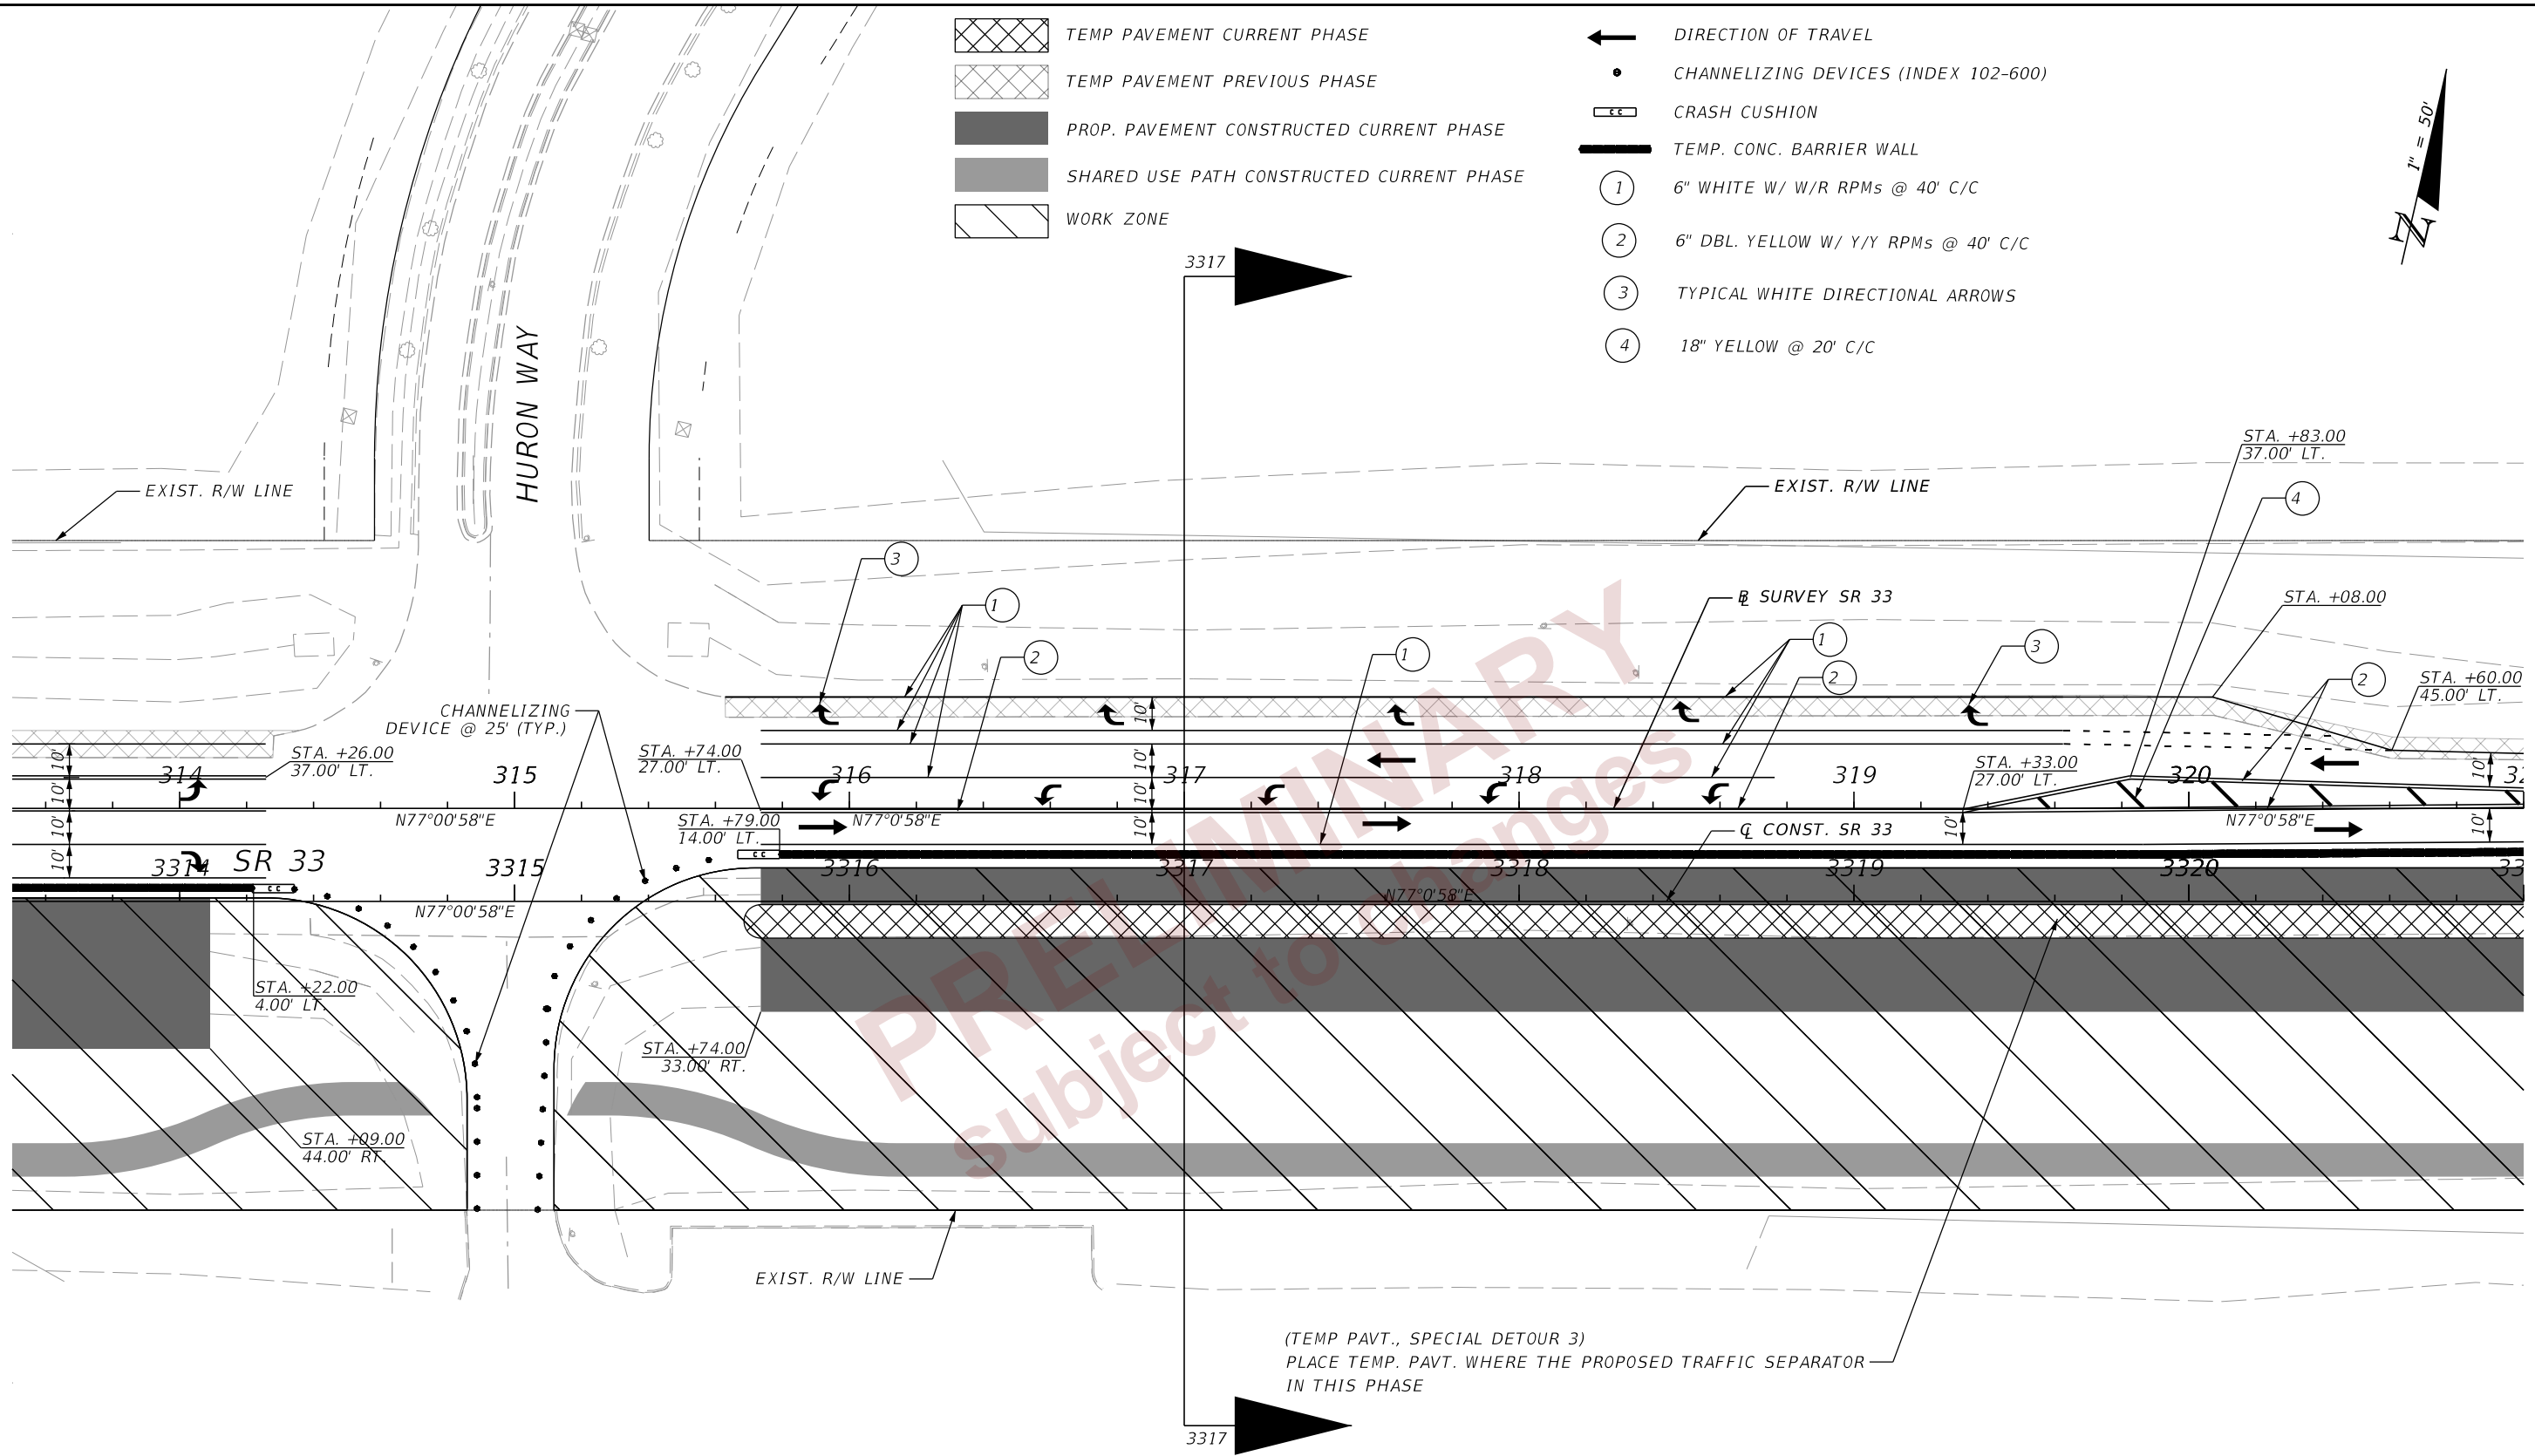 TEMP PAVEMENT CURRENT PHASE
TEMP PAVEMENT PREVIOUS PHASE
PROP. PAVEMENT CONSTRUCTED CURRENT PHASE
SHARED USE PATH CONSTRUCTED CURRENT PHASE
WORK ZONE
DIRECTION OF TRAVEL
CHANNELIZING DEVICES (INDEX 102-600)
CC CRASH CUSHION
TEMP. CONC. BARRIER WALL
1 6" WHITE W/ W/R RPMs @ 40' C/C
2 6" DBL. YELLOW W/ Y/Y RPMs @ 40' C/C
3 TYPICAL WHITE DIRECTIONAL ARROWS
4 18" YELLOW @ 20' C/C
1" = 50'
N
3317
HURON WAY
EXIST. R/W LINE
EXIST. R/W LINE
STA. +83.00
37.00' LT.
4
3
1
2
1
℄ SURVEY SR 33
1
2
3
STA. +08.00
2
STA. +60.00
45.00' LT.
CHANNELIZING
DEVICE @ 25' (TYP.)
STA. +26.00
37.00' LT.
STA. +74.00
27.00' LT.
STA. +33.00
27.00' LT.
10'
10'
10'
10'
10'
10'
10'
10'
10'
10'
10'
314
315
316
317
318
319
320
32
N77°00'58"E
N77°0'58"E
N77°0'58"E
STA. +79.00
14.00' LT.
℄ CONST. SR 33
SR 33
CC
CC
3314
3315
3316
3317
3318
3319
3320
33
N77°00'58"E
N77°0'58"E
STA. +22.00
4.00' LT.
STA. +74.00
33.00' RT.
STA. +09.00
44.00' RT.
PRELIMINARY
subject to changes
EXIST. R/W LINE
(TEMP PAVT., SPECIAL DETOUR 3)
PLACE TEMP. PAVT. WHERE THE PROPOSED TRAFFIC SEPARATOR
IN THIS PHASE
3317